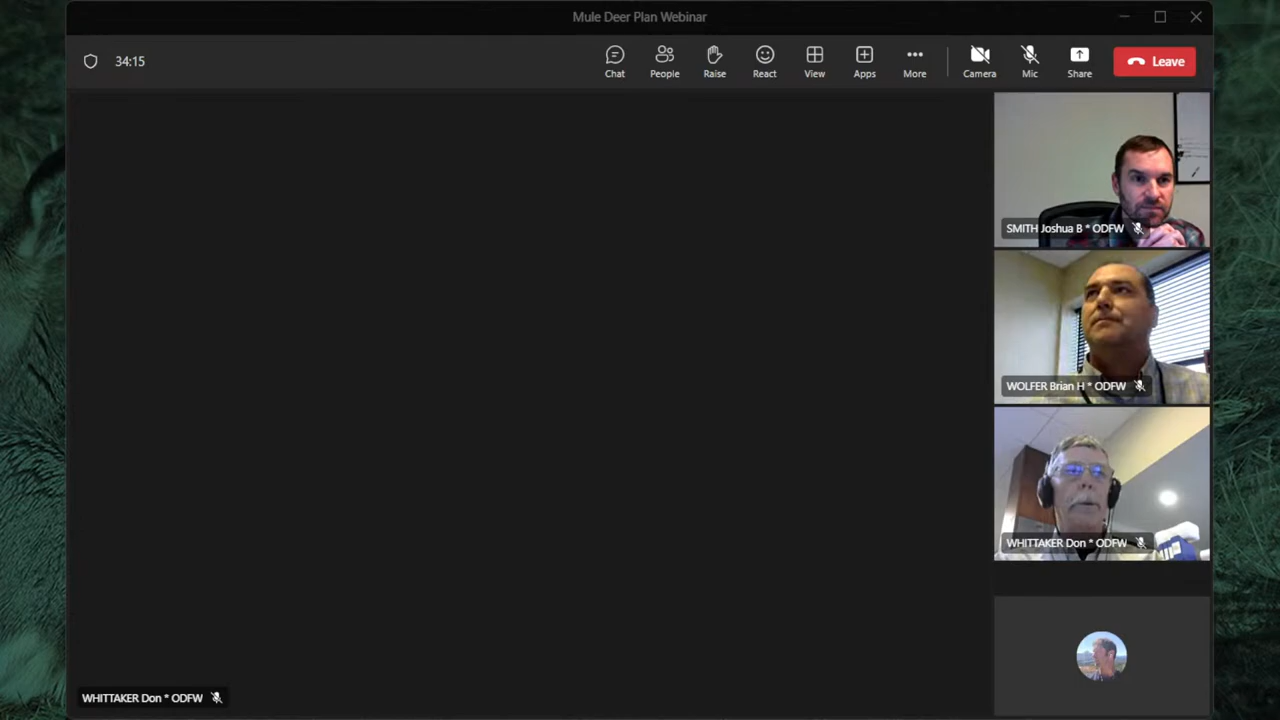 Mule Deer Plan Webinar
34:15
Chat
People
Raise
React
View
Apps
More
Camera
Mic
Share
Leave
SMITH Joshua B * ODFW
WOLFER Brian H * ODFW
WHITTAKER Don * ODFW
WHITTAKER Don * ODFW